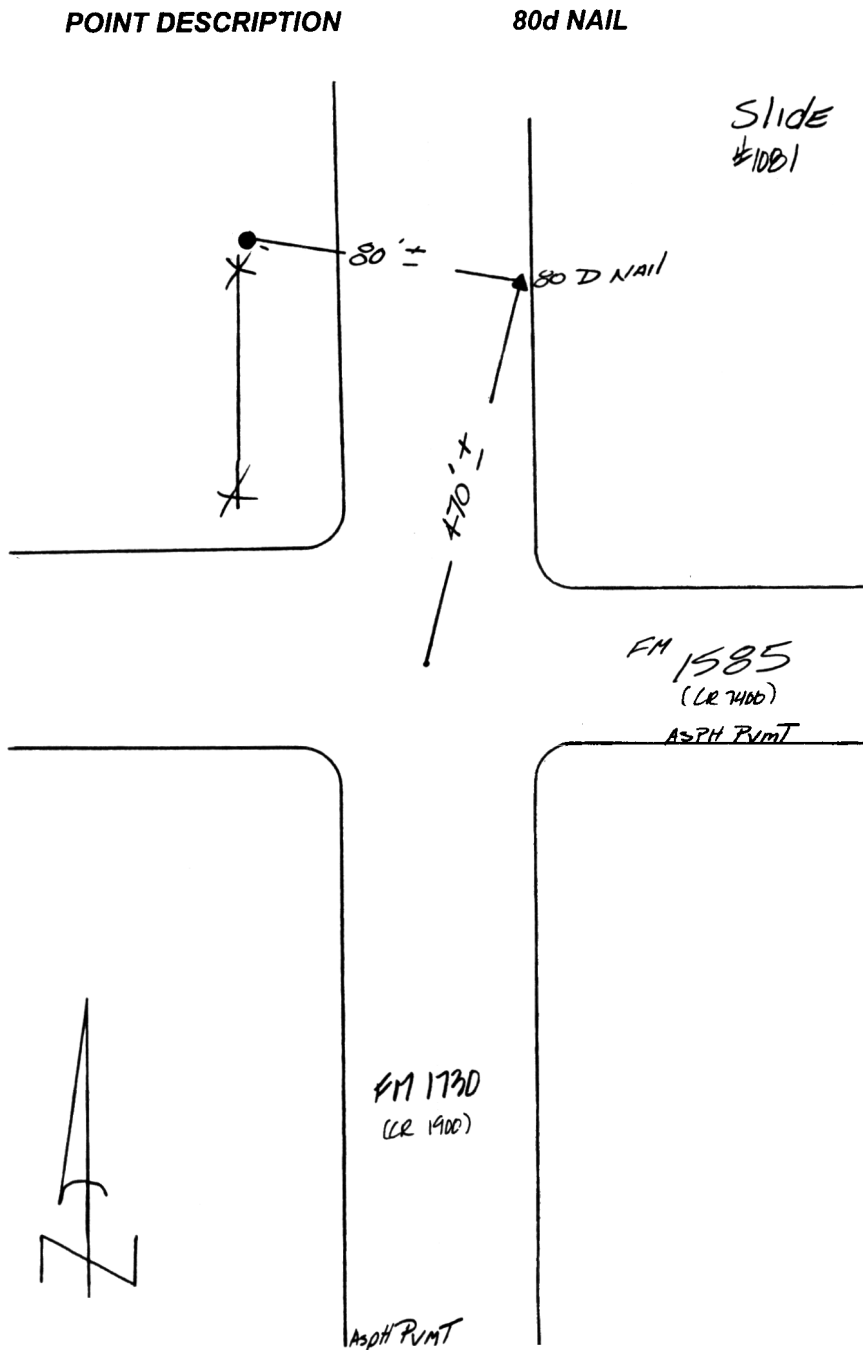 POINT DESCRIPTION 80d NAIL
Slide
#1081
80'±
80 D NAIl
470'±
FM 1585
(CR 7400)
ASPH PVmT
FM 1730
(CR 1900)
N
AspH PVmT